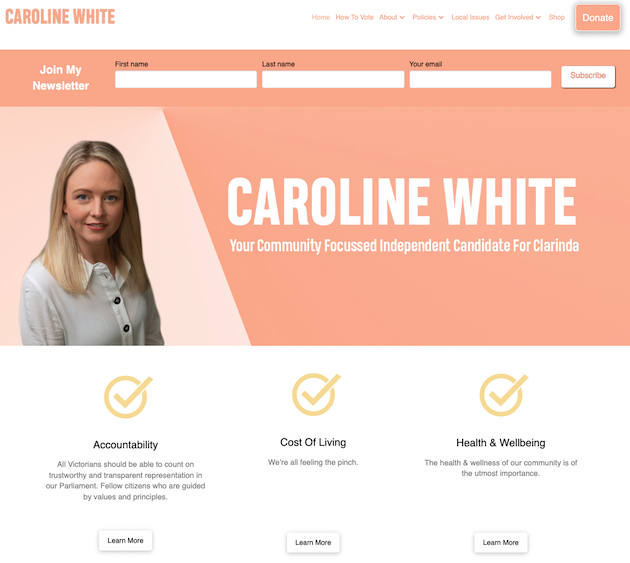 CAROLINE WHITE
Home How To Vote About Policies Local Issues Get Involved Shop Donate
Join My
Newsletter
First name Last name Your email
Subscribe
CAROLINE WHITE
Your Community Focussed Independent Candidate For Clarinda
Accountability
All Victorians should be able to count on
trustworthy and transparent representation in
our Parliament. Fellow citizens who are guided
by values and principles.
Learn More
Cost Of Living
We're all feeling the pinch.
Learn More
Health & Wellbeing
The health & wellness of our community is of
the utmost importance.
Learn More